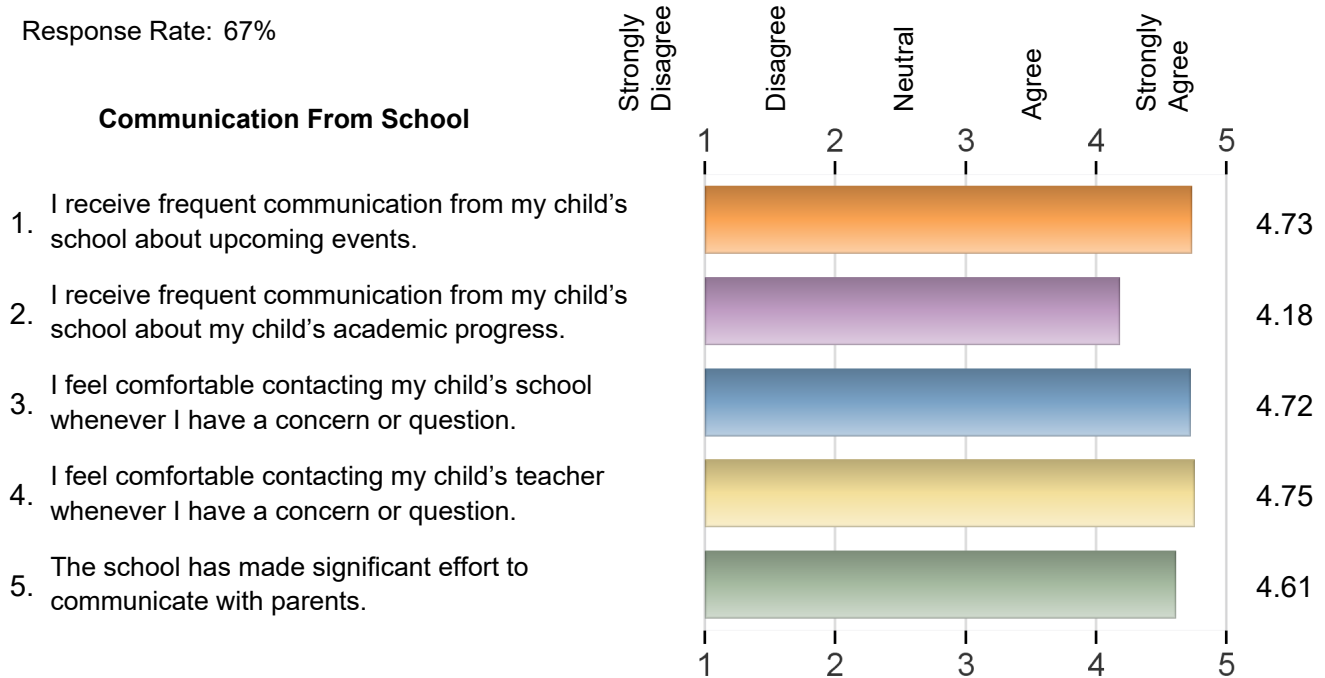 Response Rate: 67%
Strongly
Disagree
Disagree
Neutral
Agree
Strongly
Agree
Communication From School
1 2 3 4 5
1. I receive frequent communication from my child’s
school about upcoming events.
4.73
2. I receive frequent communication from my child’s
school about my child’s academic progress.
4.18
3. I feel comfortable contacting my child’s school
whenever I have a concern or question.
4.72
4. I feel comfortable contacting my child’s teacher
whenever I have a concern or question.
4.75
5. The school has made significant effort to
communicate with parents.
4.61
1 2 3 4 5